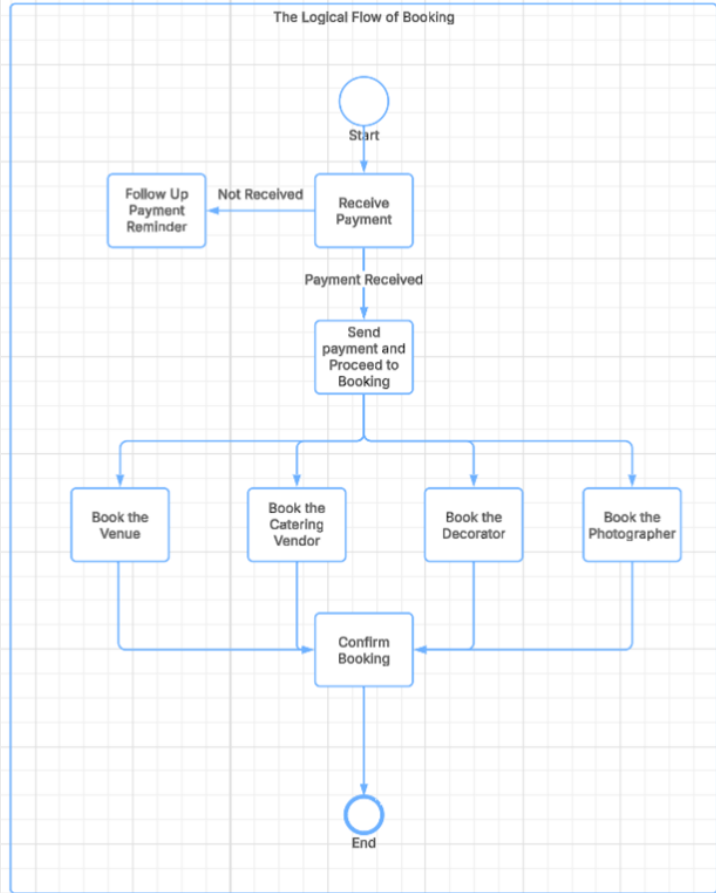 The Logical Flow of Booking
Start
Follow Up
Payment
Reminder
Not Received
Receive
Payment
Payment Received
Send
payment and
Proceed to
Booking
Book the
Venue
Book the
Catering
Vendor
Book the
Decorator
Book the
Photographer
Confirm
Booking
End